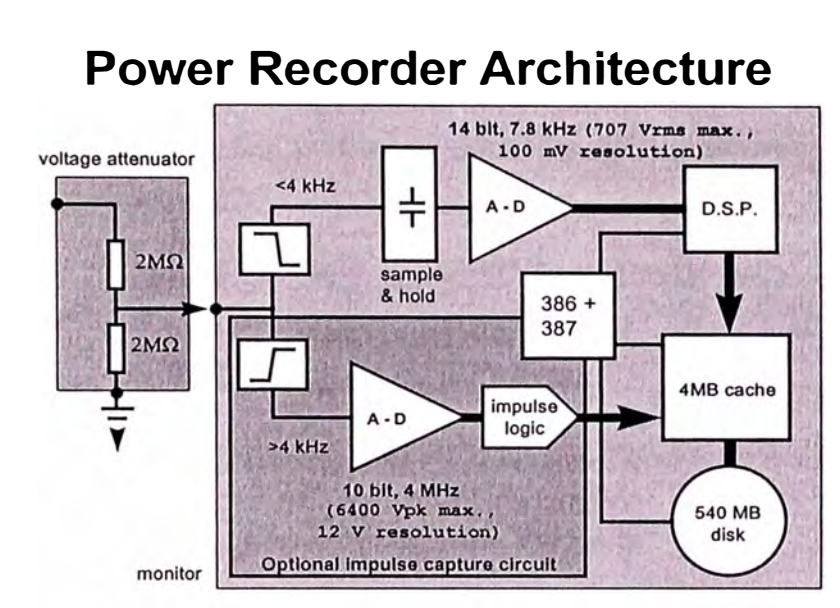 Power Recorder Architecture
14 bit, 7.8 kHz (707 Vrms max.,
100 mV resolution)
voltage attenuator
<4 kHz
A - D
D.S.P.
2MΩ
sample
& hold
386 +
387
2MΩ
4MB cache
impulse
logic
A - D
>4 kHz
10 bit, 4 MHz
(6400 Vpk max.,
12 V resolution)
540 MB
disk
Optional impulse capture circuit
monitor